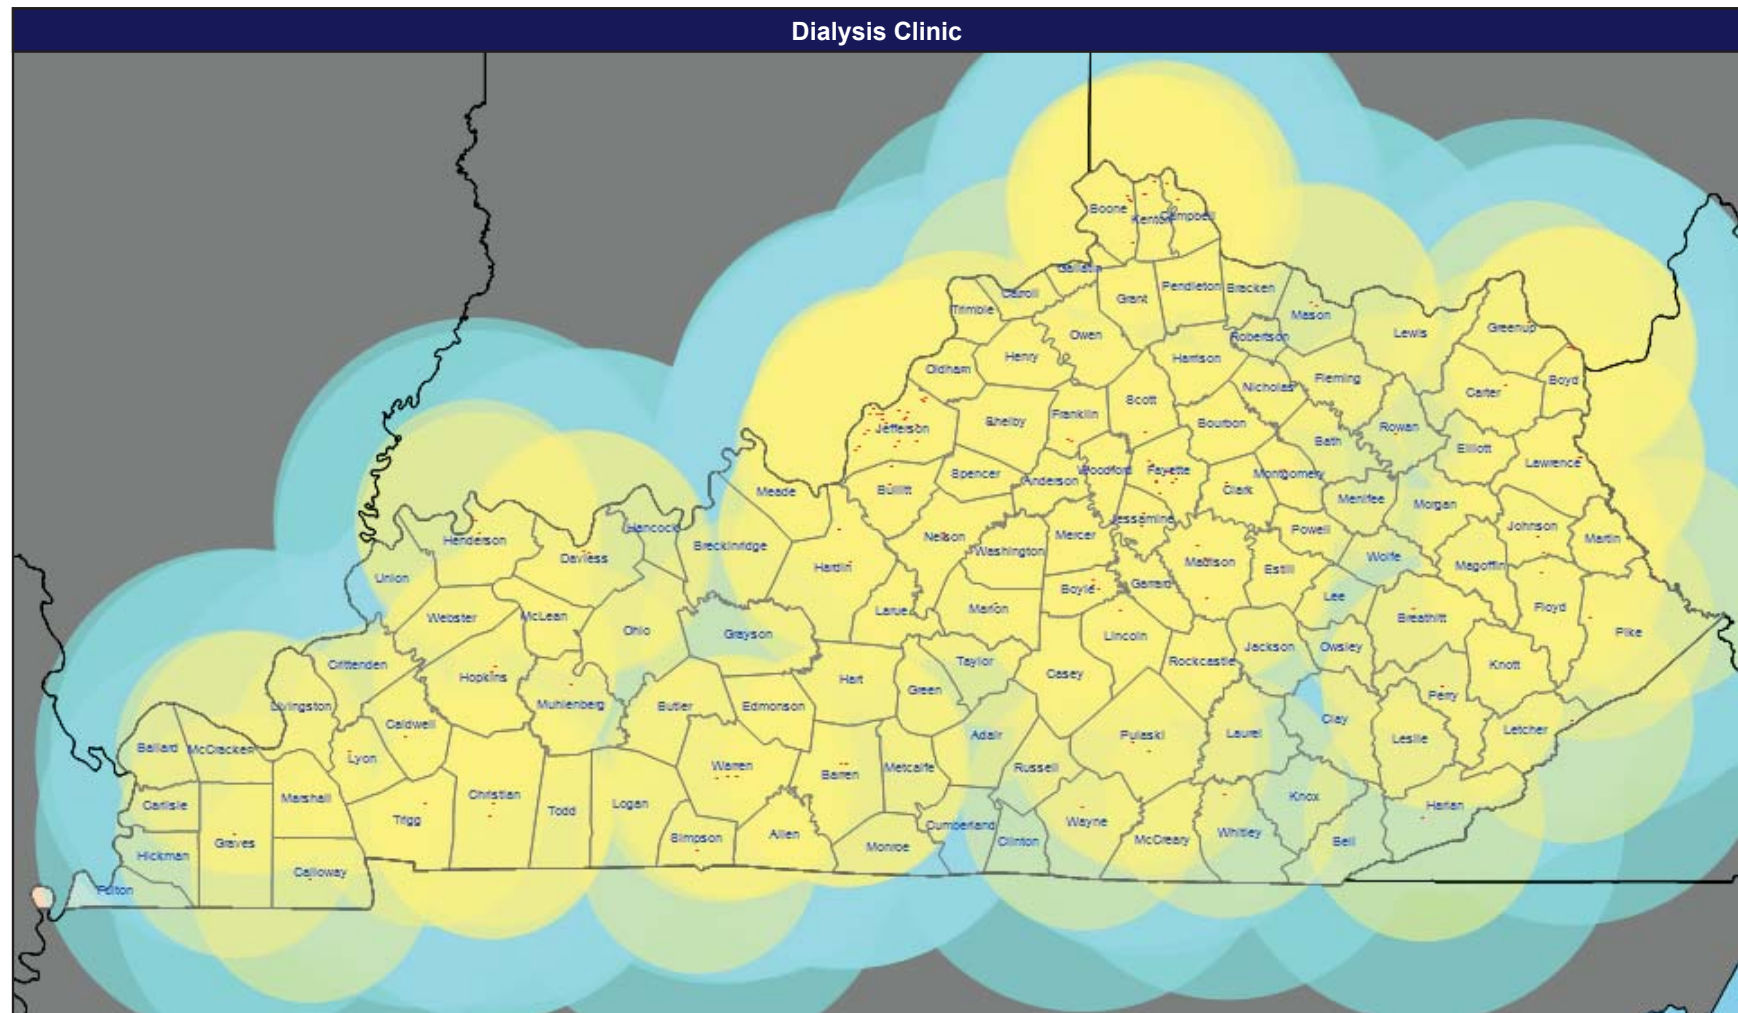 Dialysis Clinic
Boone
Kenton
Campbell
Gallatin
Carroll
Trimble
Grant
Pendleton
Bracken
Mason
Lewis
Greenup
Owen
Robertson
Henry
Harrison
Oldham
Nicholas
Fleming
Carter
Boyd
Scott
Franklin
Shelby
Bourbon
Jefferson
Rowan
Bath
Elliott
Lawrence
Spencer
Anderson
Woodford
Fayette
Clark
Montgomery
Menifee
Morgan
Meade
Bullitt
Jessamine
Powell
Johnson
Martin
Hancock
Henderson
Daviess
Breckinridge
Nelson
Washington
Mercer
Hardin
Madison
Estill
Wolfe
Magoffin
Union
Boyle
Garrard
Lee
Webster
McLean
Ohio
Grayson
Larue
Marion
Lincoln
Breathitt
Floyd
Pike
Crittenden
Hopkins
Taylor
Casey
Rockcastle
Jackson
Owsley
Knott
Hart
Green
Perry
Livingston
Muhlenberg
Butler
Edmonson
Caldwell
Adair
Pulaski
Laurel
Clay
Leslie
Letcher
Ballard
McCracken
Lyon
Warren
Barren
Metcalfe
Russell
Carlisle
Marshall
Christian
Todd
Logan
Knox
Harlan
Trigg
Simpson
Allen
Cumberland
Wayne
Whitley
Hickman
Graves
Monroe
Clinton
McCreary
Bell
Calloway
Fulton